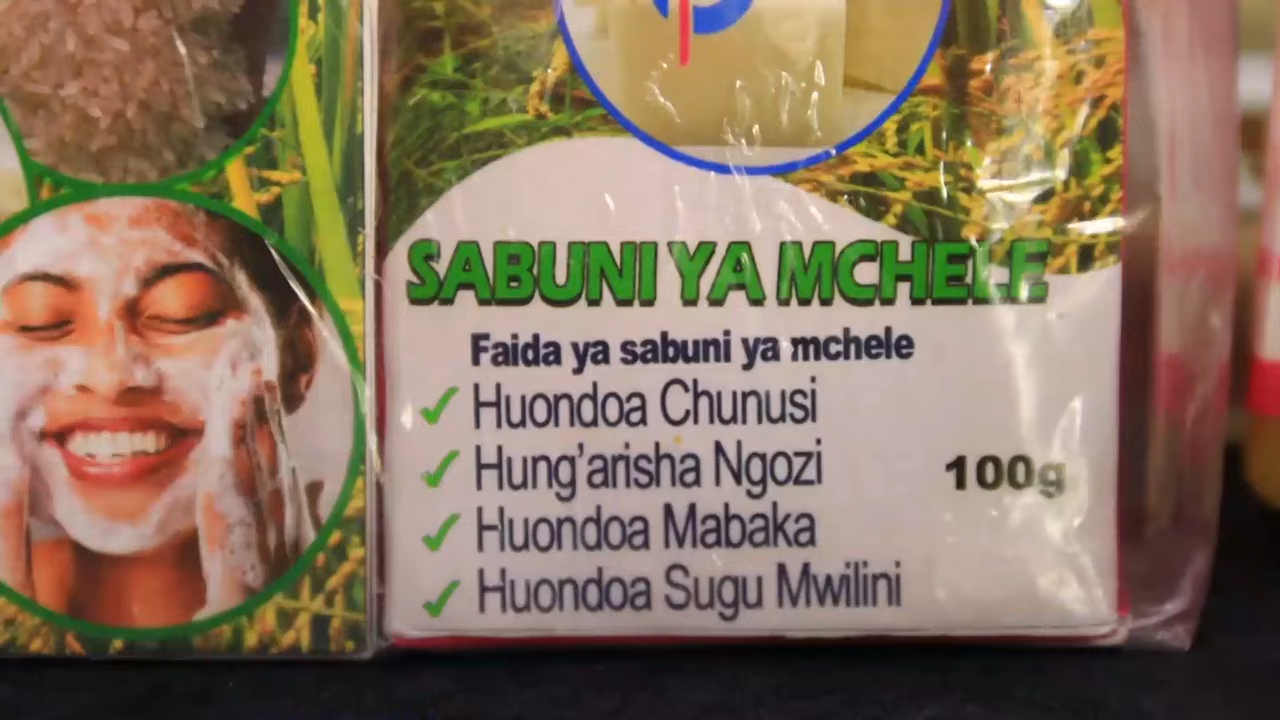 SABUNI YA MCHELE
Faida ya sabuni ya mchele
✓ Huondoa Chunusi
✓ Hung'arisha Ngozi
100g
✓ Huondoa Mabaka
✓ Huondoa Sugu Mwilini